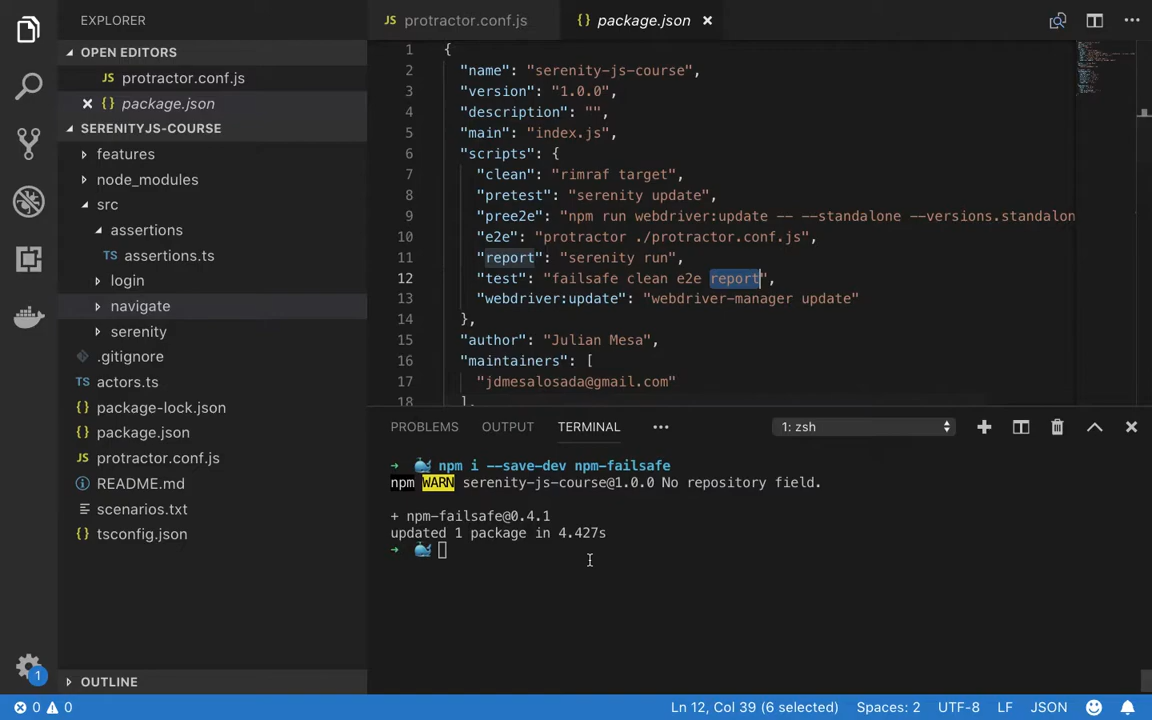 EXPLORER
OPEN EDITORS
JS protractor.conf.js
{} package.json
SERENITYJS-COURSE
features
node_modules
src
assertions
TS assertions.ts
login
navigate
serenity
.gitignore
TS actors.ts
{} package-lock.json
{} package.json
JS protractor.conf.js
README.md
scenarios.txt
tsconfig.json
OUTLINE
1
JS protractor.conf.js
{} package.json
1 {
2 "name": "serenity-js-course",
3 "version": "1.0.0",
4 "description": "",
5 "main": "index.js",
6 "scripts": {
7 "clean": "rimraf target",
8 "pretest": "serenity update",
9 "pree2e": "npm run webdriver:update -- --standalone --versions.standalon
10 "e2e": "protractor ./protractor.conf.js",
11 "report": "serenity run",
12 "test": "failsafe clean e2e report",
13 "webdriver:update": "webdriver-manager update"
14 },
15 "author": "Julian Mesa",
16 "maintainers": [
17 "jdmesalosada@gmail.com"
18 ],
PROBLEMS OUTPUT TERMINAL 1: zsh
npm i --save-dev npm-failsafe
npm WARN serenity-js-course@1.0.0 No repository field.
+ npm-failsafe@0.4.1
updated 1 package in 4.427s
0 0 Ln 12, Col 39 (6 selected) Spaces: 2 UTF-8 LF JSON